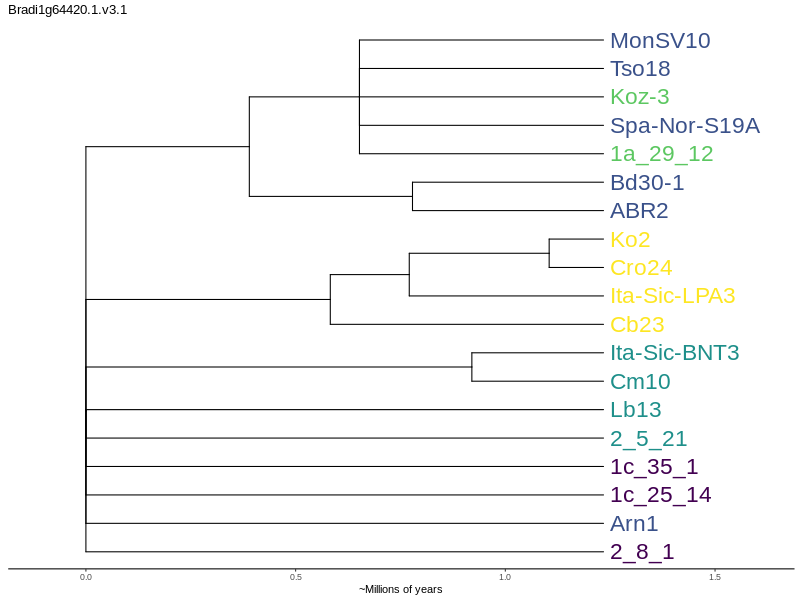 Bradi1g64420.1.v3.1
MonSV10
Tso18
Koz-3
Spa-Nor-S19A
1a_29_12
Bd30-1
ABR2
Ko2
Cro24
Ita-Sic-LPA3
Cb23
Ita-Sic-BNT3
Cm10
Lb13
2_5_21
1c_35_1
1c_25_14
Arn1
2_8_1
0.0 0.5 1.0 1.5
~Millions of years